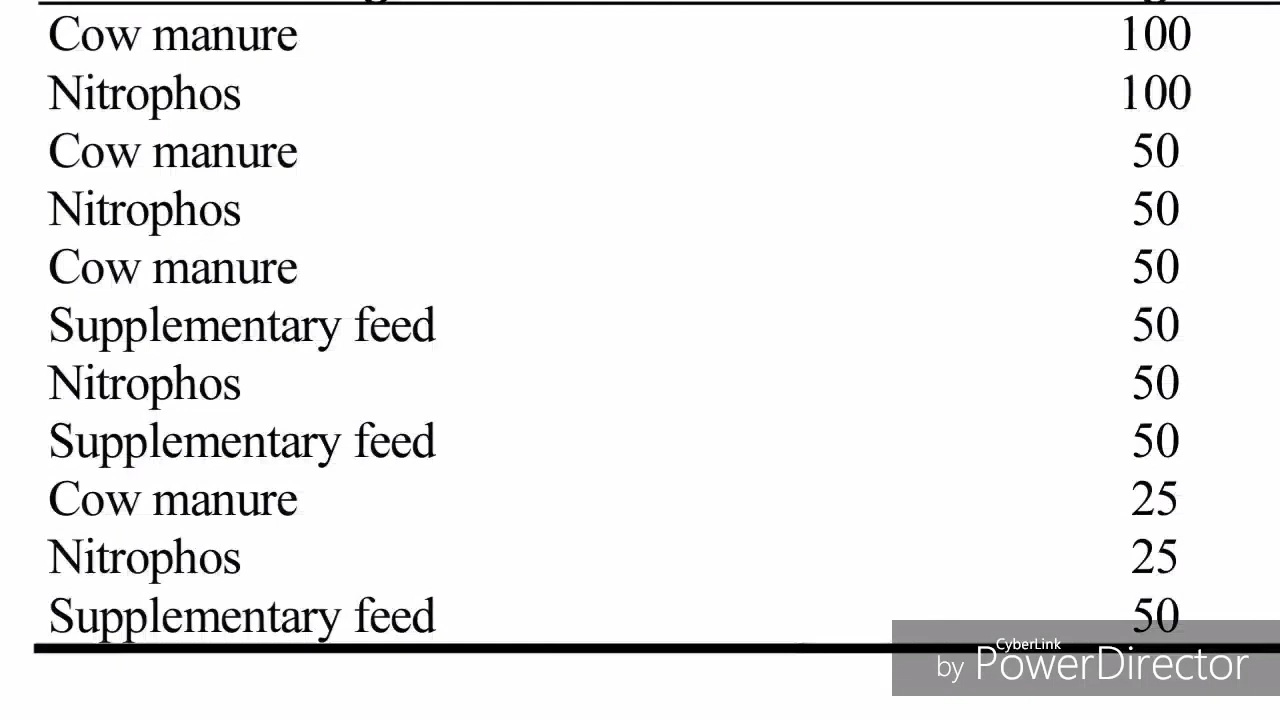 Cow manure 100
Nitrophos 100
Cow manure 50
Nitrophos 50
Cow manure 50
Supplementary feed 50
Nitrophos 50
Supplementary feed 50
Cow manure 25
Nitrophos 25
Supplementary feed 50
CyberLink
by PowerDirector